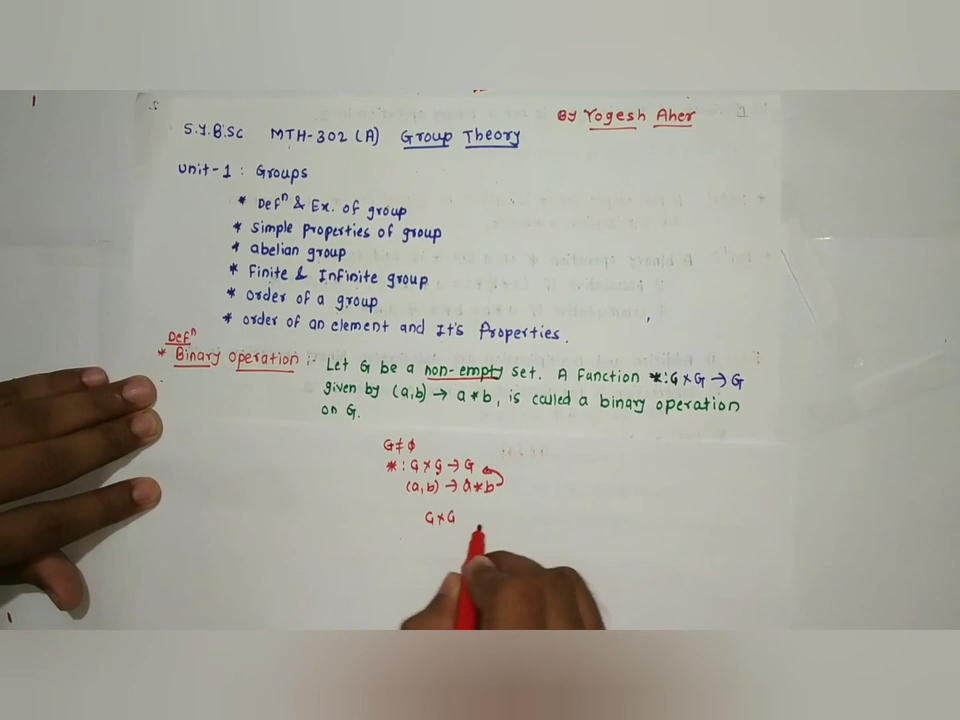 By Yogesh Aher
S.Y.B.Sc MTH-302 (A) Group Theory
Unit-1 : Groups
* Defⁿ & Ex. of group
* Simple properties of group
* abelian group
* Finite & Infinite group
* order of a group
* order of an element and It's Properties.
Defⁿ
* Binary operation :- Let G be a non-empty set. A function *: G × G → G
given by (a,b) → a * b, is called a binary operation
on G.
G ≠ ϕ
* : G × G → G
(a,b) → a * b
G × G